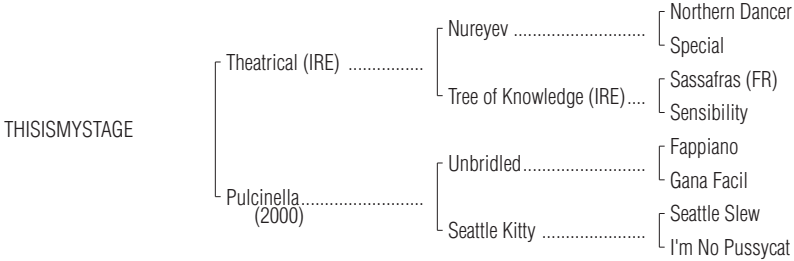 Northern Dancer
Nureyev ............................
Special
Theatrical (IRE) ................
Sassafras (FR)
Tree of Knowledge (IRE)....
Sensibility
THISISMYSTAGE
Fappiano
Unbridled..........................
Gana Facil
Pulcinella..........................
(2000)
Seattle Slew
Seattle Kitty ......................
I'm No Pussycat